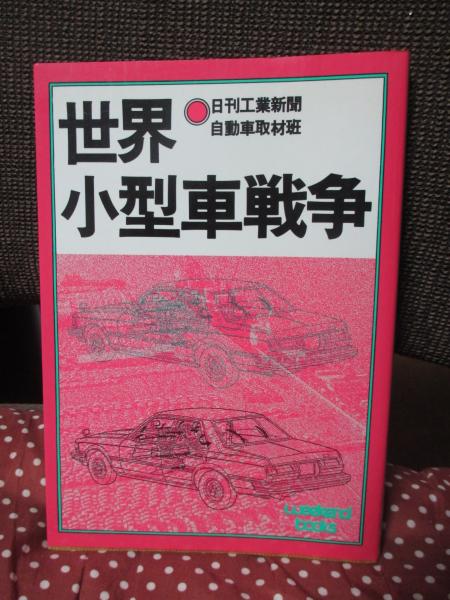 世界
小型車戦争
日刊工業新聞
自動車取材班
weekend
books